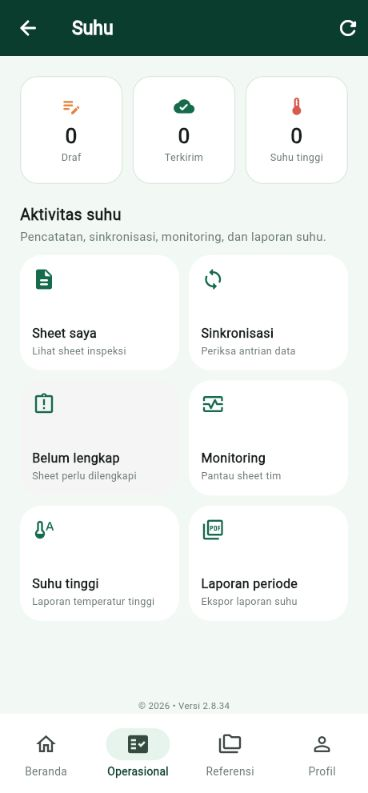 Suhu
0
Draf
0
Terkirim
0
Suhu tinggi
Aktivitas suhu
Pencatatan, sinkronisasi, monitoring, dan laporan suhu.
Sheet saya
Lihat sheet inspeksi
Sinkronisasi
Periksa antrian data
Belum lengkap
Sheet perlu dilengkapi
Monitoring
Pantau sheet tim
A
Suhu tinggi
Laporan temperatur tinggi
PDF
Laporan periode
Ekspor laporan suhu
© 2026 • Versi 2.8.34
Beranda
Operasional
Referensi
Profil